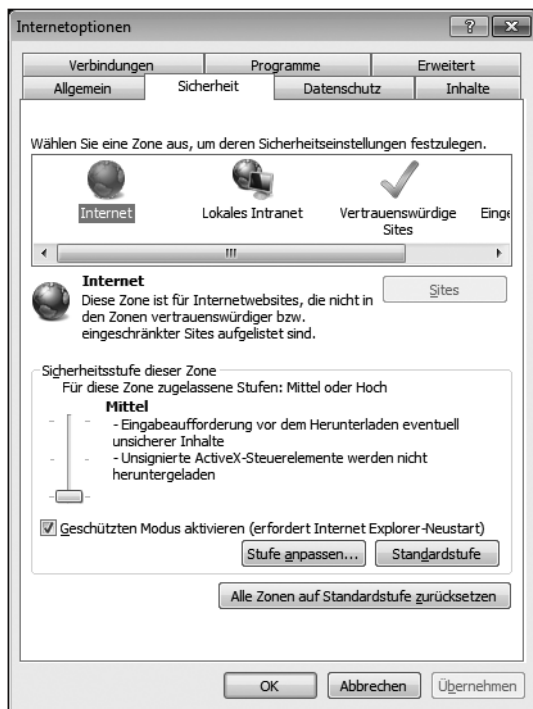 Internetoptionen
Verbindungen Programme Erweitert
Allgemein Sicherheit Datenschutz Inhalte
Wählen Sie eine Zone aus, um deren Sicherheitseinstellungen festzulegen.
Internet Lokales Intranet Vertrauenswürdige Einge
Sites
Internet
Sites
Diese Zone ist für Internetwebsites, die nicht in
den Zonen vertrauenswürdiger bzw.
eingeschränkter Sites aufgelistet sind.
Sicherheitsstufe dieser Zone
Für diese Zone zugelassene Stufen: Mittel oder Hoch
Mittel
- Eingabeaufforderung vor dem Herunterladen eventuell
unsicherer Inhalte
- Unsignierte ActiveX-Steuerelemente werden nicht
heruntergeladen
Geschützten Modus aktivieren (erfordert Internet Explorer-Neustart)
Stufe anpassen... Standardstufe
Alle Zonen auf Standardstufe zurücksetzen
OK Abbrechen Übernehmen